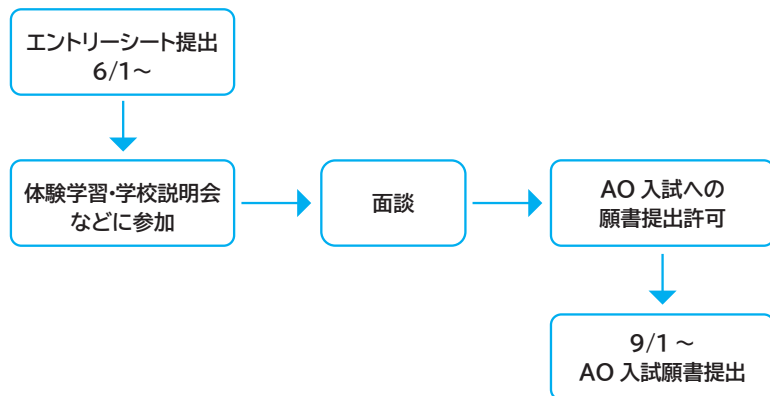 エントリーシート提出
6/1～
体験学習・学校説明会
などに参加
面談
AO 入試への
願書提出許可
9/1 ～
AO 入試願書提出